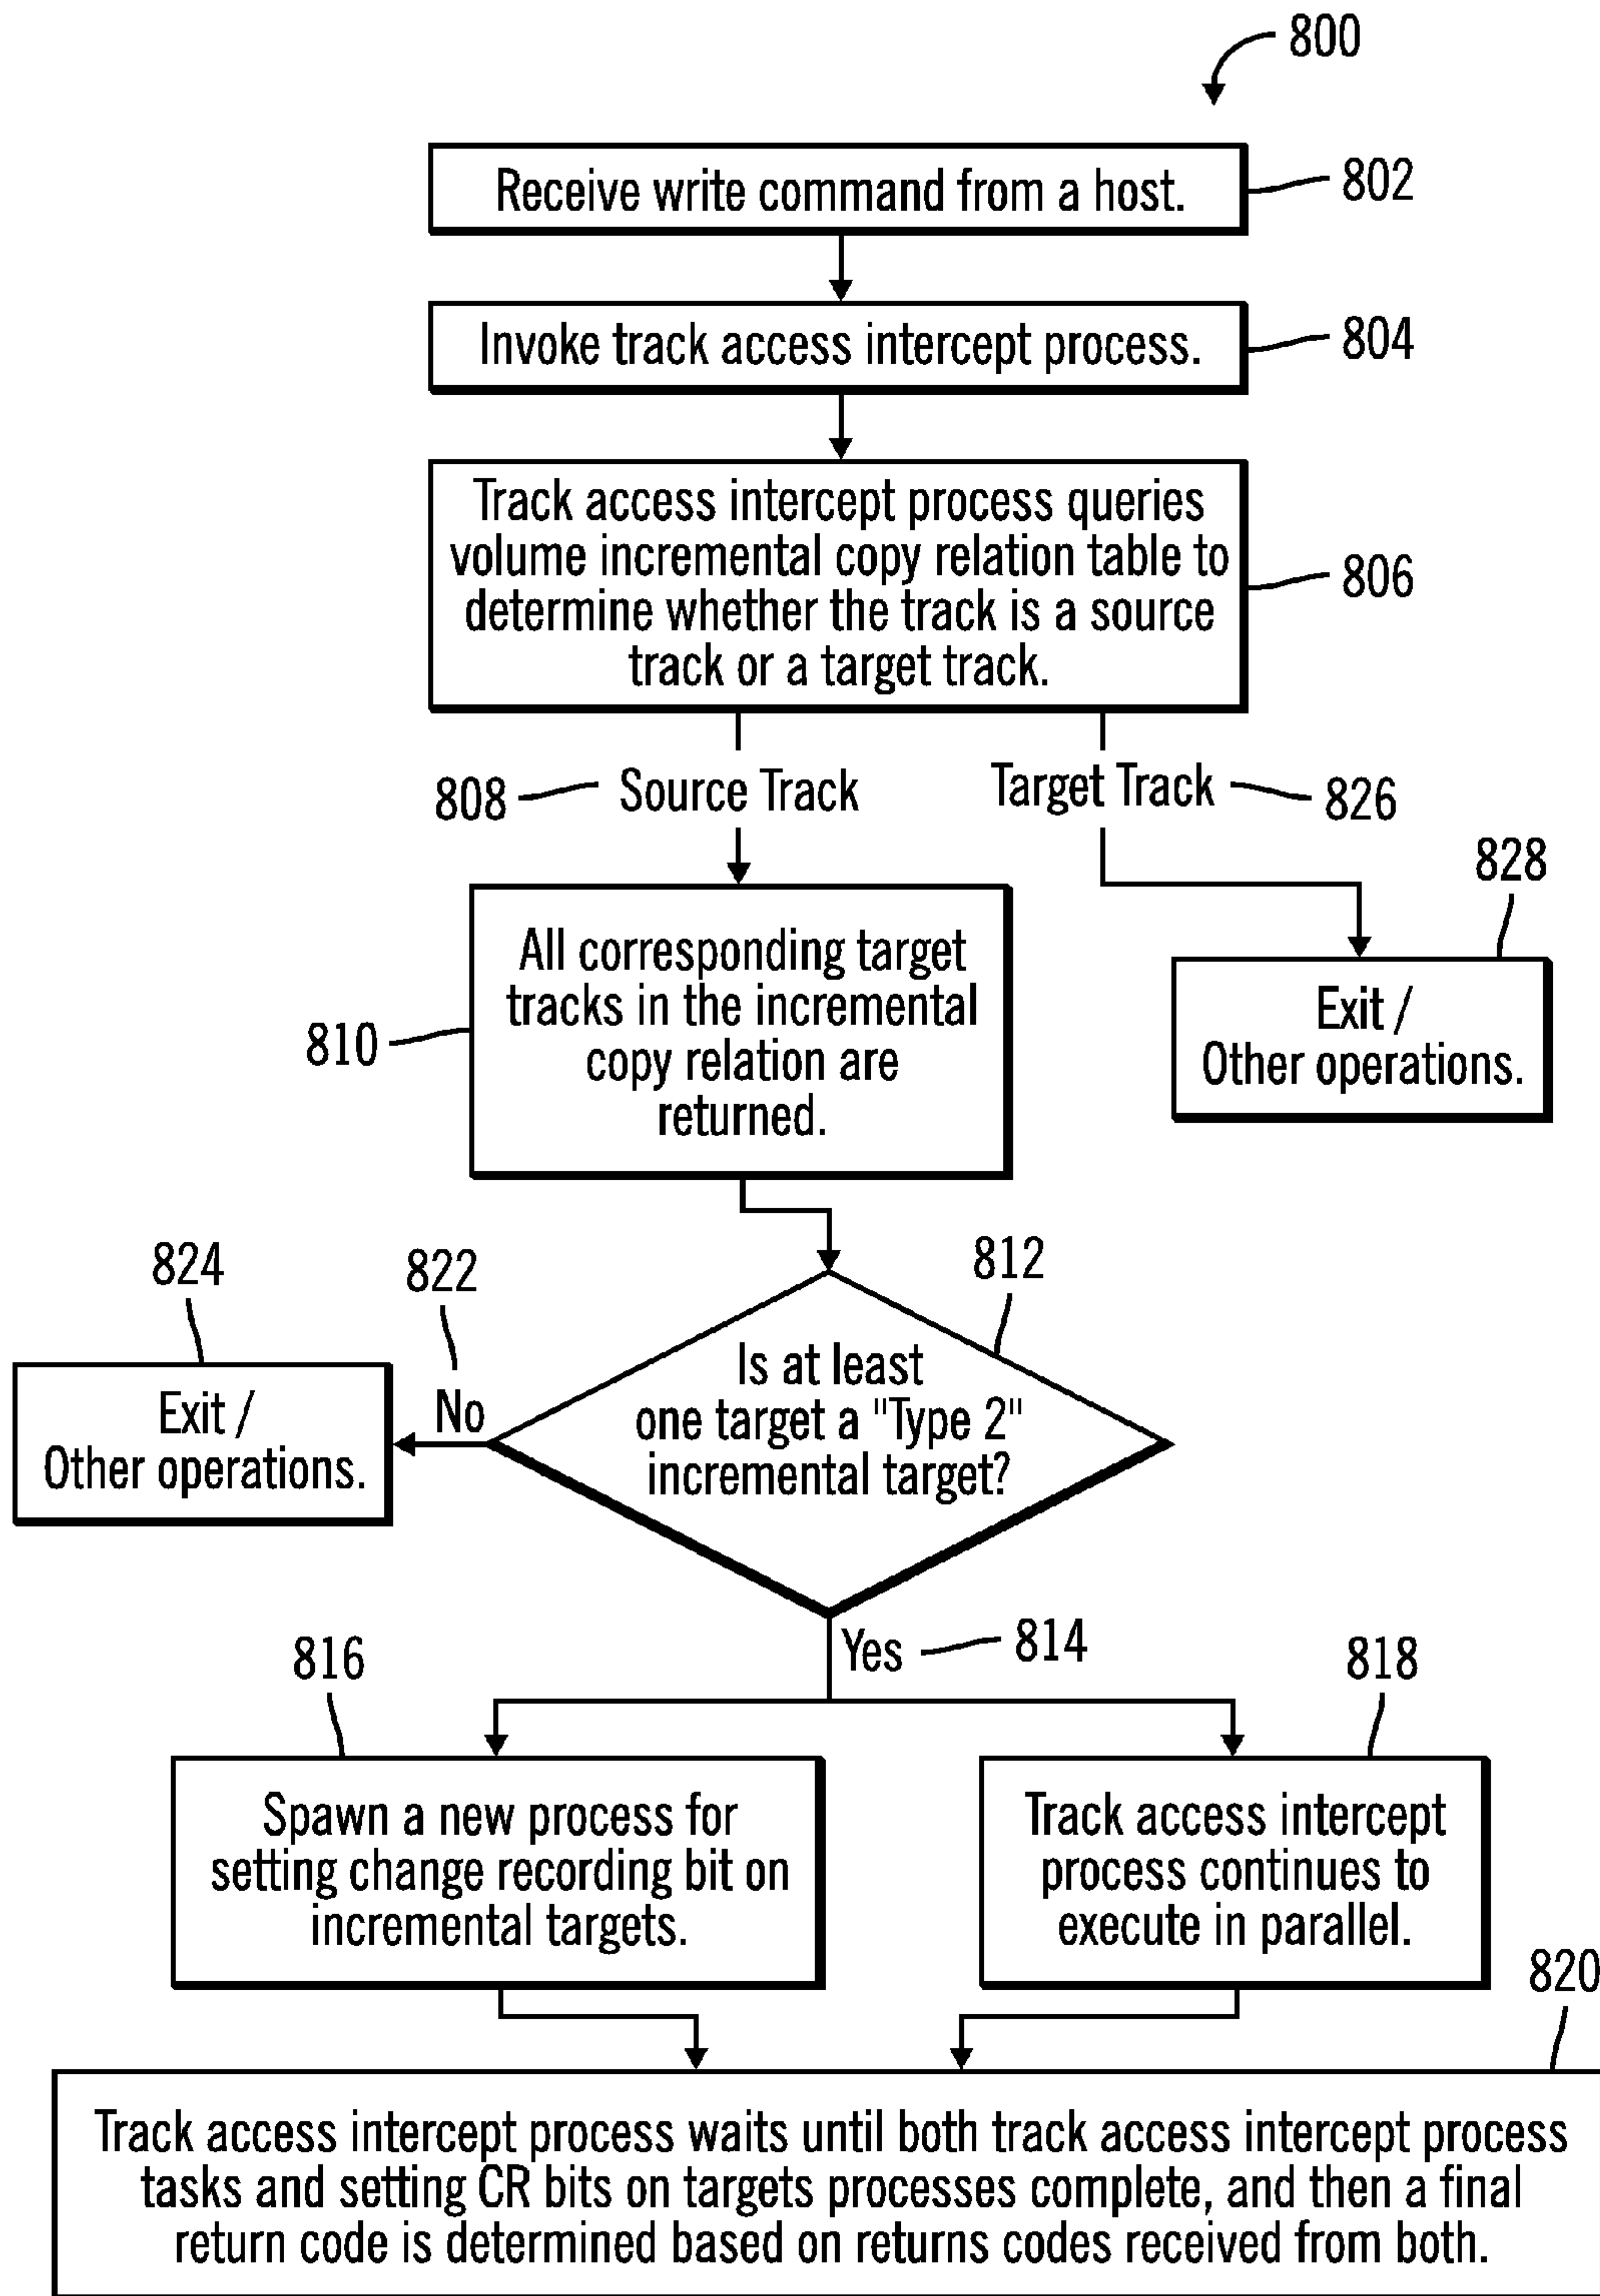 800
Receive write command from a host.
802
Invoke track access intercept process.
804
Track access intercept process queries
volume incremental copy relation table to
determine whether the track is a source
track or a target track.
806
808
Source Track
Target Track
826
828
All corresponding target
tracks in the incremental
copy relation are
returned.
810
Exit /
Other operations.
824
822
812
Is at least
one target a "Type 2"
incremental target?
No
Exit /
Other operations.
Yes
814
816
818
Spawn a new process for
setting change recording bit on
incremental targets.
Track access intercept
process continues to
execute in parallel.
820
Track access intercept process waits until both track access intercept process
tasks and setting CR bits on targets processes complete, and then a final
return code is determined based on returns codes received from both.